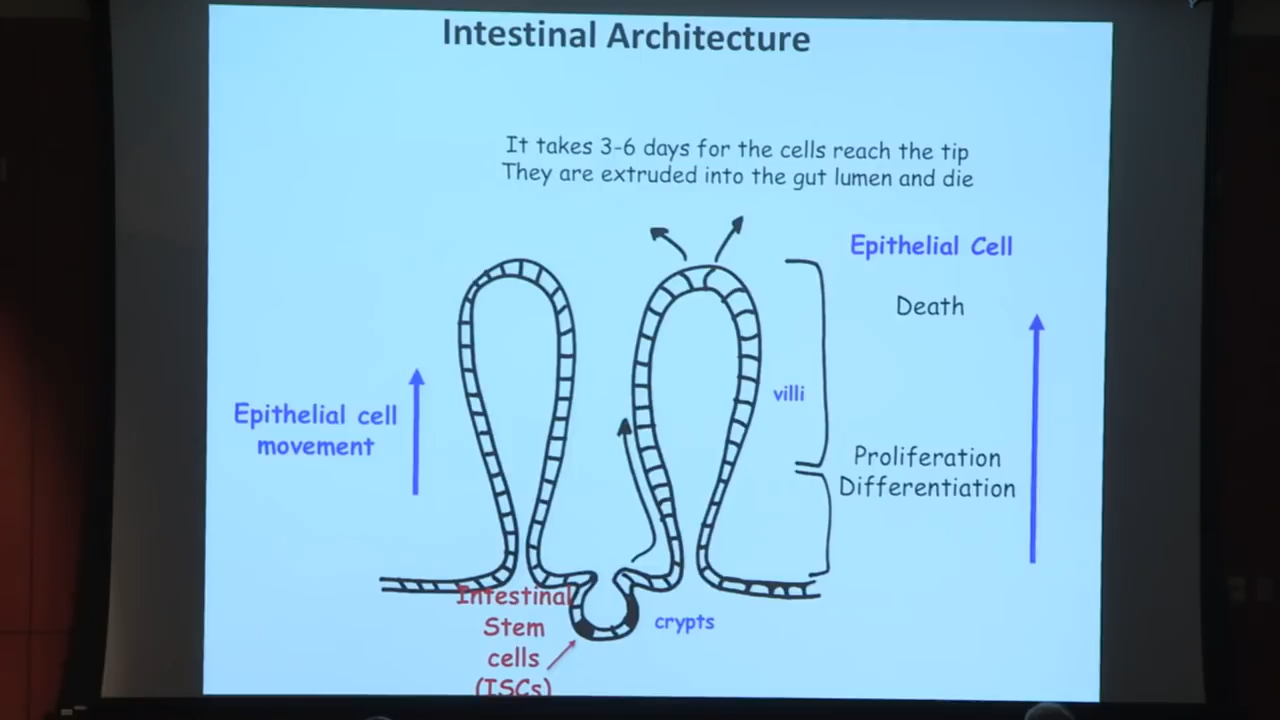 Intestinal Architecture
It takes 3-6 days for the cells reach the tip
They are extruded into the gut lumen and die
Epithelial Cell
Death
villi
Epithelial cell
movement
Proliferation
Differentiation
Intestinal
Stem
cells
(ISCs)
crypts